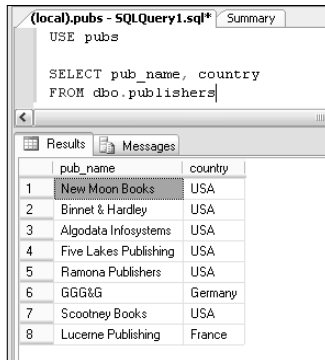 (local).pubs - SQLQuery1.sql* Summary
USE pubs
SELECT pub_name, country
FROM dbo.publishers
Results Messages
pub_name country
1 New Moon Books USA
2 Binnet & Hardley USA
3 Algodata Infosystems USA
4 Five Lakes Publishing USA
5 Ramona Publishers USA
6 GGG&G Germany
7 Scootney Books USA
8 Lucerne Publishing France